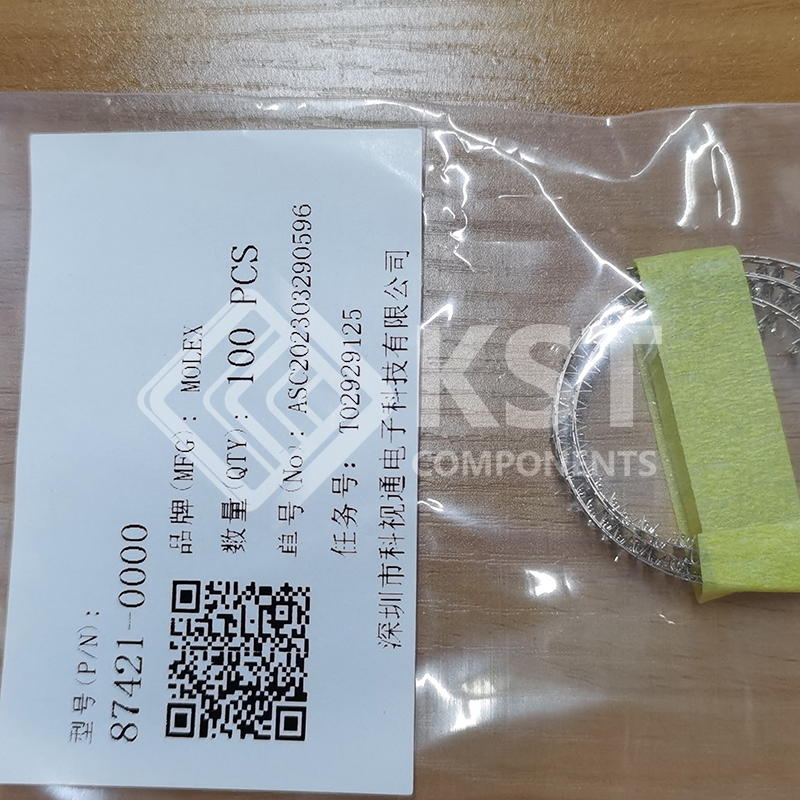 型号(P/N):
87421-0000
品牌(MFG): MOLEX
数量(QTY): 100 PCS
单号(No): ASC202303290596
任务号: T02929125
深圳市科视通电子科技有限公司
KST
COMPONENTS